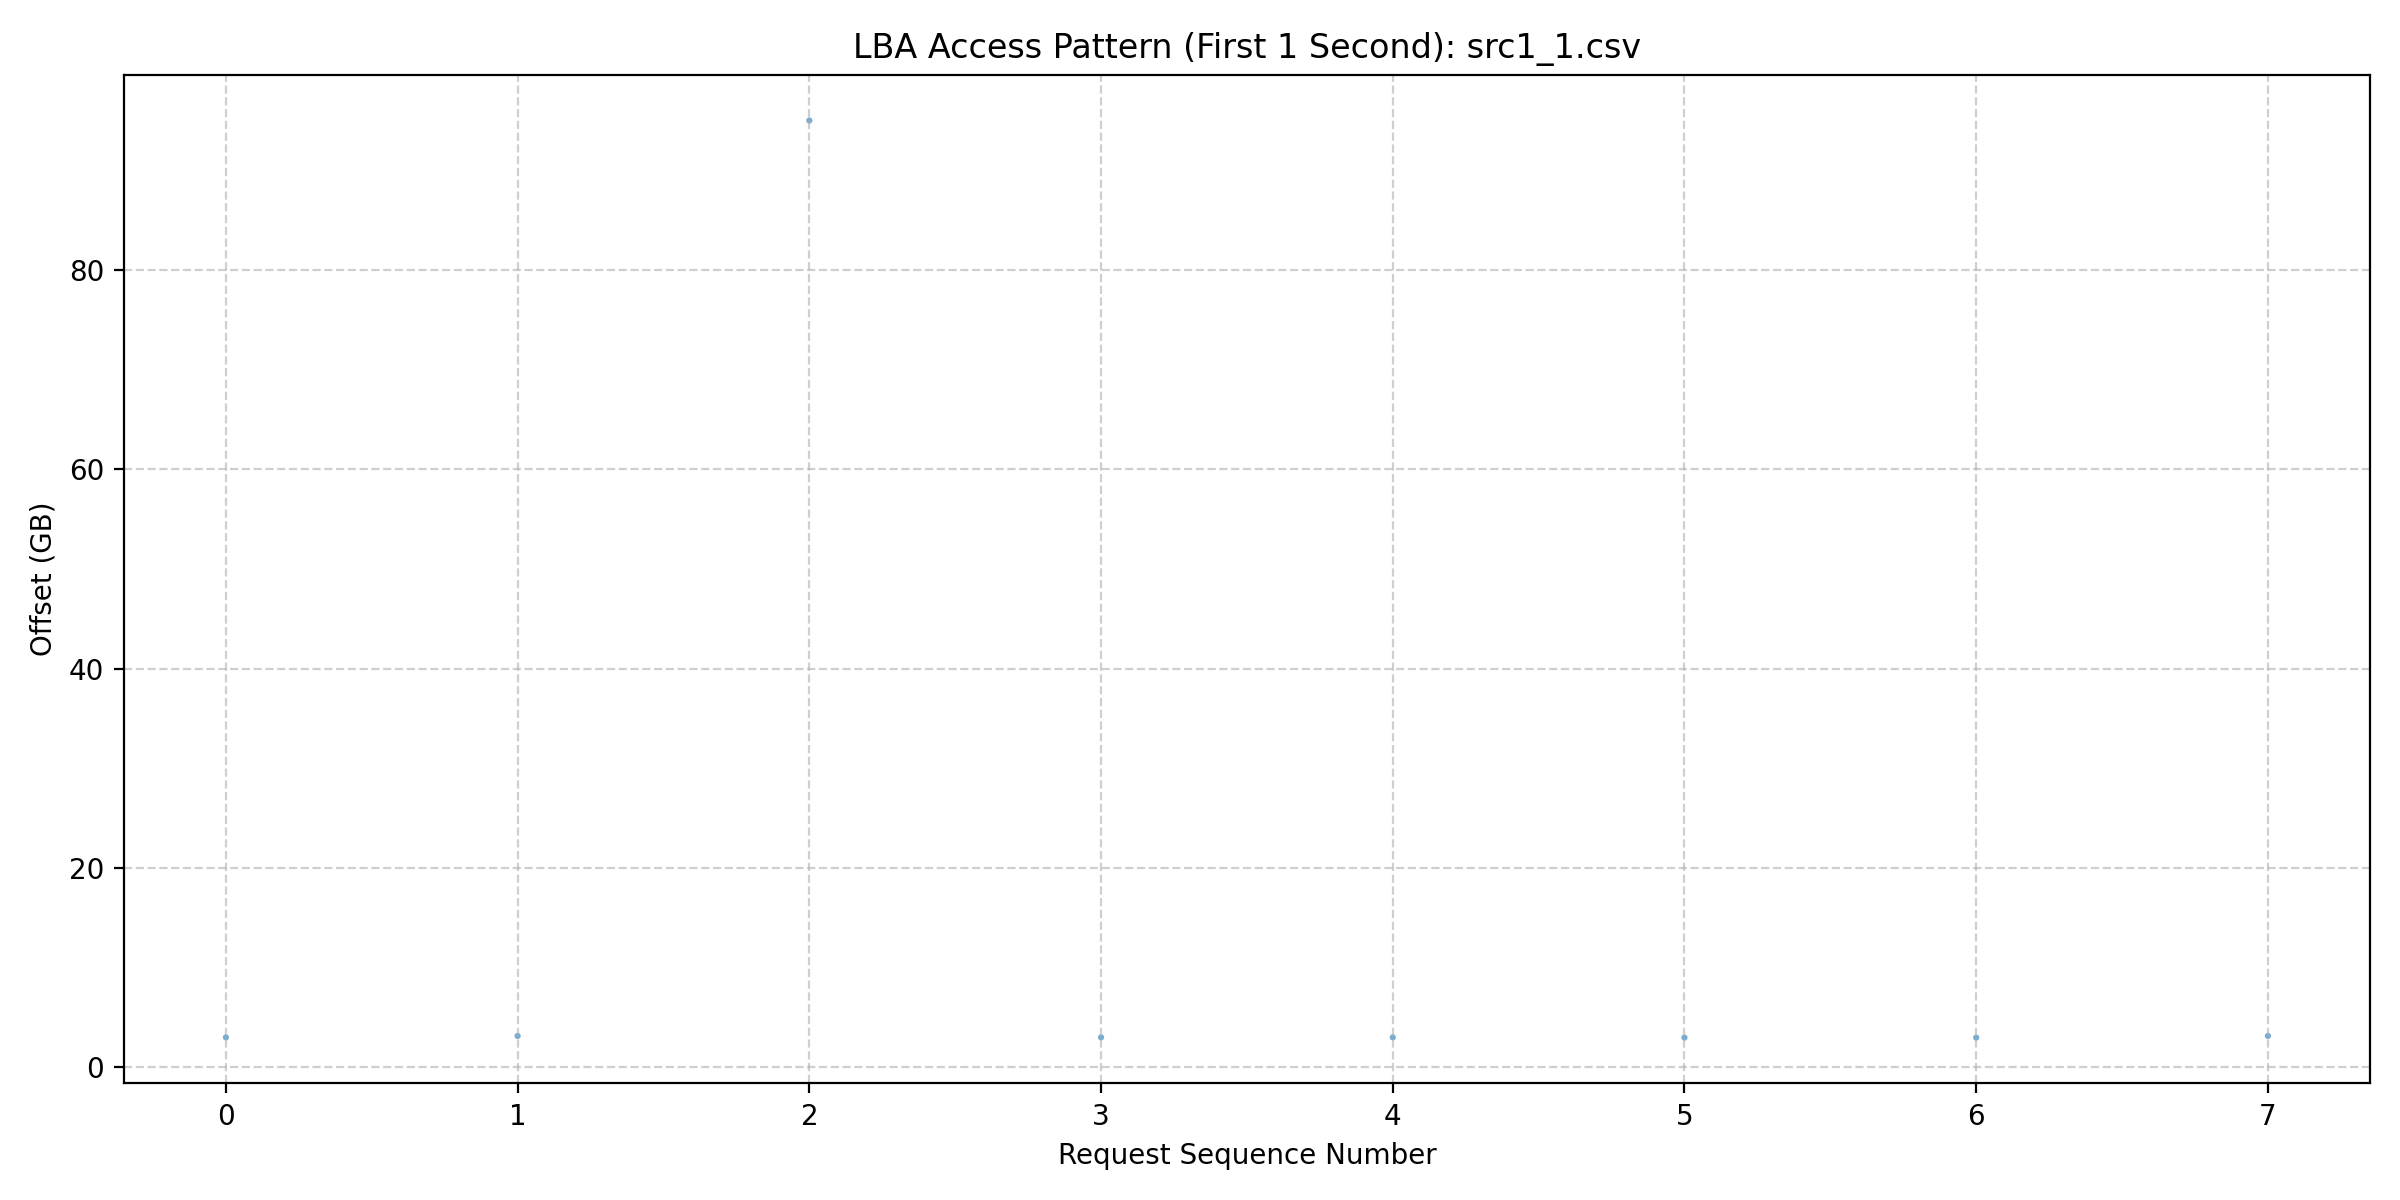 LBA Access Pattern (First 1 Second): src1_1.csv
Offset (GB)
80
60
40
20
0
0 1 2 3 4 5 6 7
Request Sequence Number